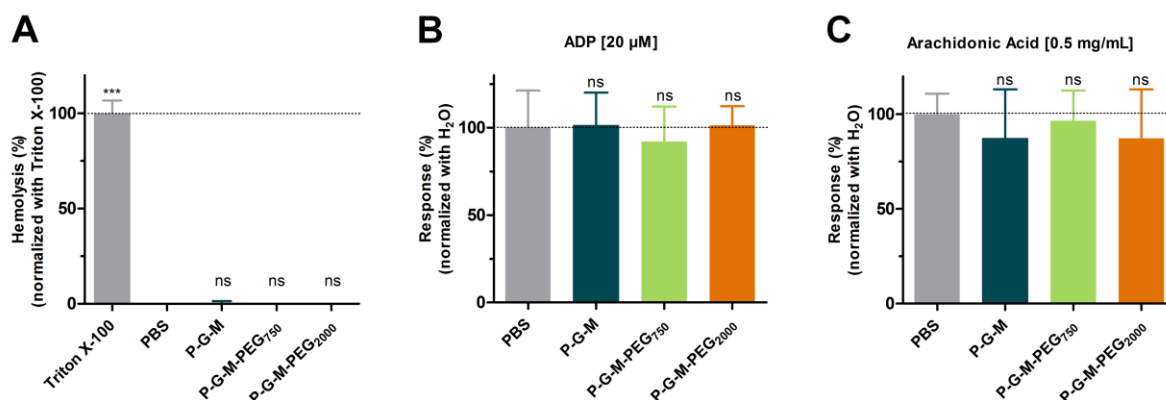 A
Hemolysis (%)
(normalized with Triton X-100)
100
50
0
***
ns
ns
ns
Triton X-100
PBS
P-G-M
P-G-M-PEG750
P-G-M-PEG2000
B
ADP [20 µM]
Response (%)
(normalized with H2O)
100
50
0
ns
ns
ns
PBS
P-G-M
P-G-M-PEG750
P-G-M-PEG2000
C
Arachidonic Acid [0.5 mg/mL]
Response (%)
(normalized with H2O)
100
50
0
ns
ns
ns
PBS
P-G-M
P-G-M-PEG750
P-G-M-PEG2000